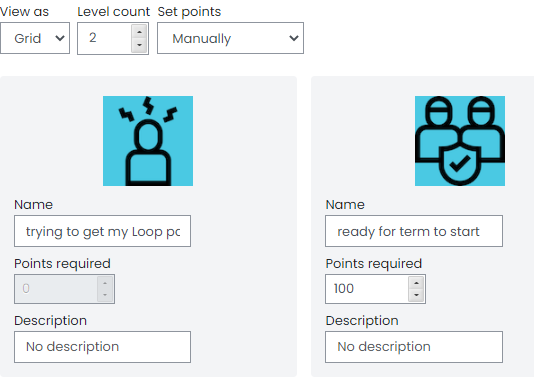 View as Level count Set points
Grid 2 Manually
Name Name
trying to get my Loop ready for term to start
Points required Points required
0 100
Description Description
No description No description